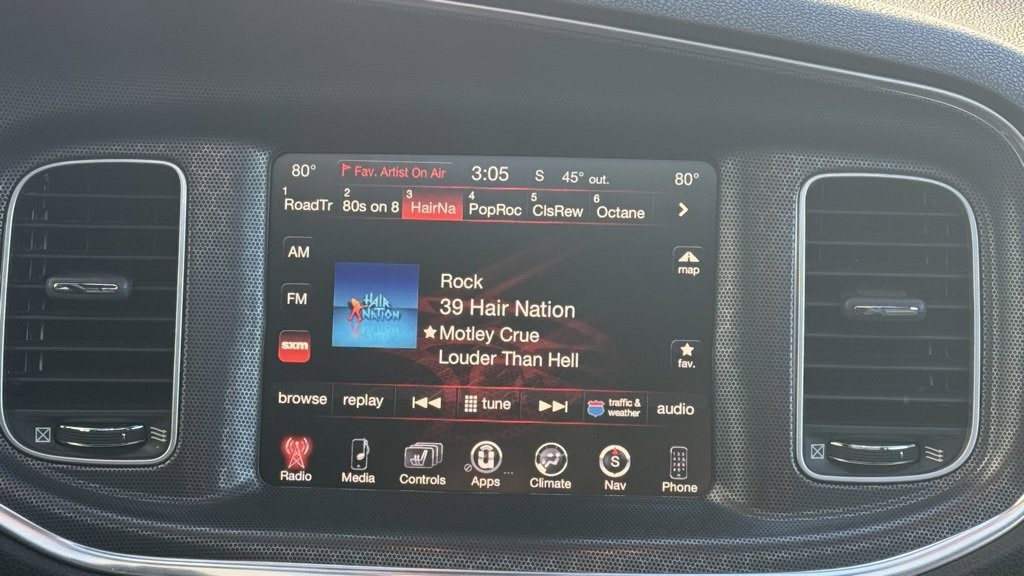 80° Fav. Artist On Air 3:05 S 45° out. 80°
1 RoadTr 2 80s on 8 3 HairNa 4 PopRoc 5 ClsRew 6 Octane
AM
map
Rock
HAIR NATION
39 Hair Nation
FM
Motley Crue
sxm
Louder Than Hell
fav.
browse replay tune traffic & weather audio
Radio Media Controls Apps Climate S Nav Phone